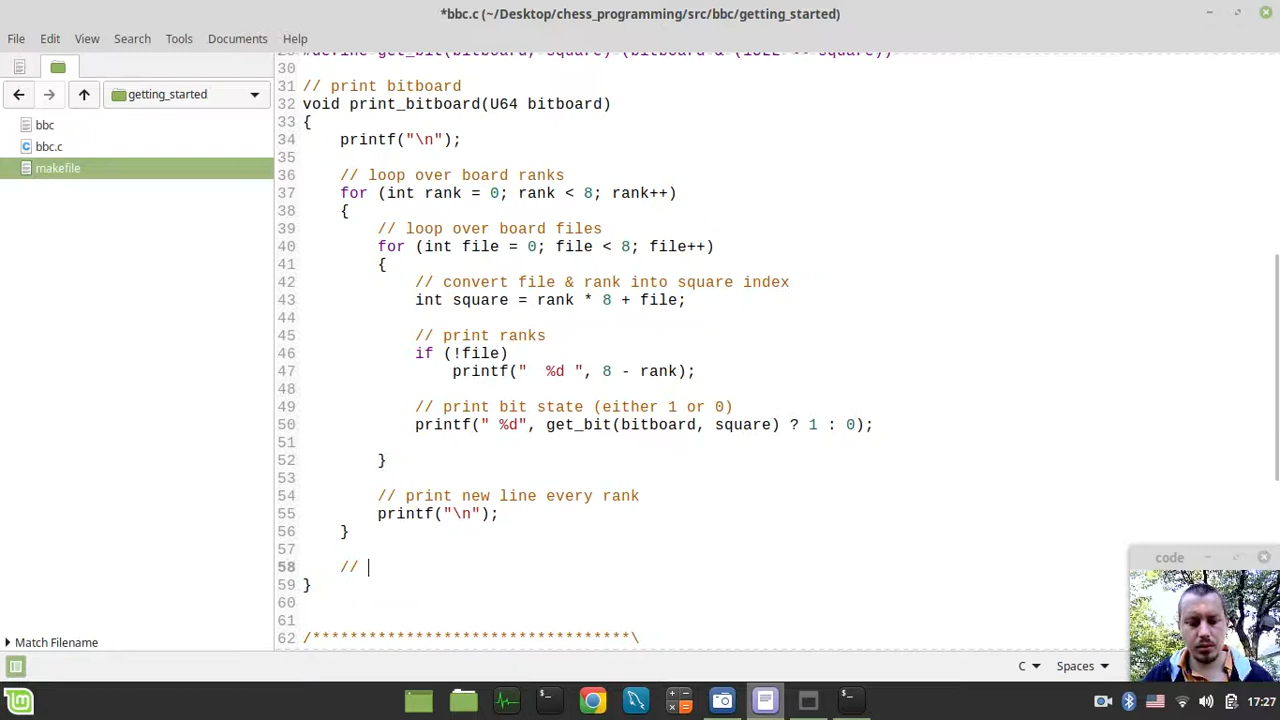 *bbc.c (~/Desktop/chess_programming/src/bbc/getting_started)
File Edit View Search Tools Documents Help
getting_started
bbc
bbc.c
makefile
Match Filename
30
31 // print bitboard
32 void print_bitboard(U64 bitboard)
33 {
34 printf("\n");
35
36 // loop over board ranks
37 for (int rank = 0; rank < 8; rank++)
38 {
39 // loop over board files
40 for (int file = 0; file < 8; file++)
41 {
42 // convert file & rank into square index
43 int square = rank * 8 + file;
44
45 // print ranks
46 if (!file)
47 printf("  %d ", 8 - rank);
48
49 // print bit state (either 1 or 0)
50 printf(" %d", get_bit(bitboard, square) ? 1 : 0);
51
52 }
53
54 // print new line every rank
55 printf("\n");
56 }
57
58 //
59 }
60
61
62 /**********************************\
code
C Spaces
17:27